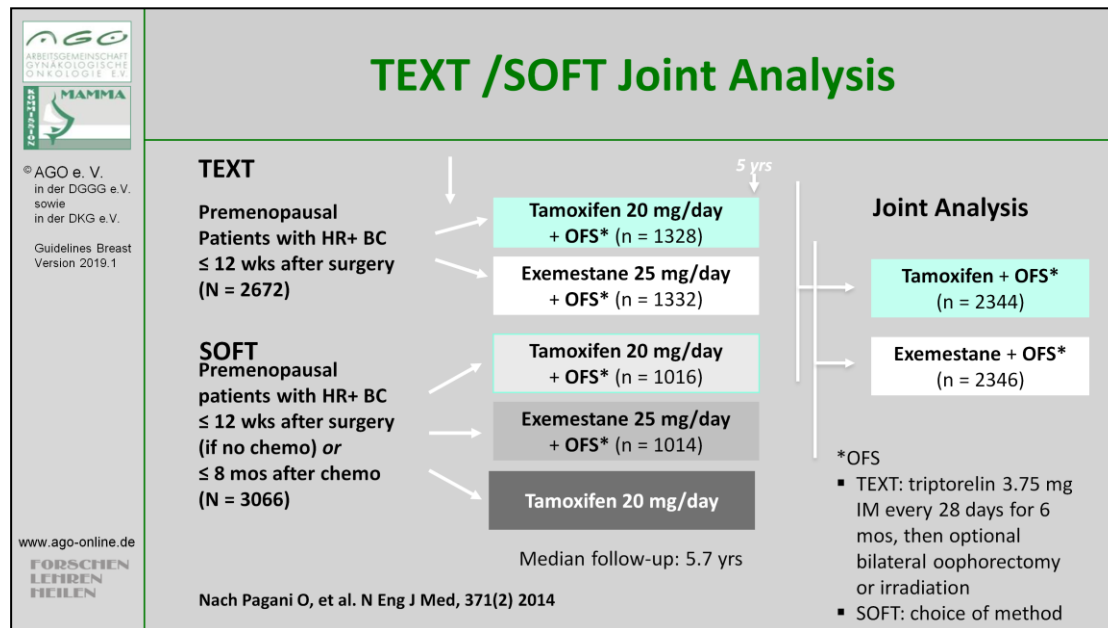 AGO
ARBEITSGEMEINSCHAFT
GYNÄKOLOGISCHE
ONKOLOGIE E.V.
KOMMISSION
MAMMA
© AGO e. V.
in der DGGG e.V.
sowie
in der DKG e.V.
Guidelines Breast
Version 2019.1
www.ago-online.de
FORSCHEN
LEHREN
HEILEN
TEXT /SOFT Joint Analysis
TEXT
Premenopausal
Patients with HR+ BC
≤ 12 wks after surgery
(N = 2672)
5 yrs
Tamoxifen 20 mg/day
+ OFS* (n = 1328)
Exemestane 25 mg/day
+ OFS* (n = 1332)
SOFT
Premenopausal
patients with HR+ BC
≤ 12 wks after surgery
(if no chemo) or
≤ 8 mos after chemo
(N = 3066)
Tamoxifen 20 mg/day
+ OFS* (n = 1016)
Exemestane 25 mg/day
+ OFS* (n = 1014)
Tamoxifen 20 mg/day
Median follow-up: 5.7 yrs
Joint Analysis
Tamoxifen + OFS*
(n = 2344)
Exemestane + OFS*
(n = 2346)
*OFS
▪ TEXT: triptorelin 3.75 mg
IM every 28 days for 6
mos, then optional
bilateral oophorectomy
or irradiation
▪ SOFT: choice of method
Nach Pagani O, et al. N Eng J Med, 371(2) 2014